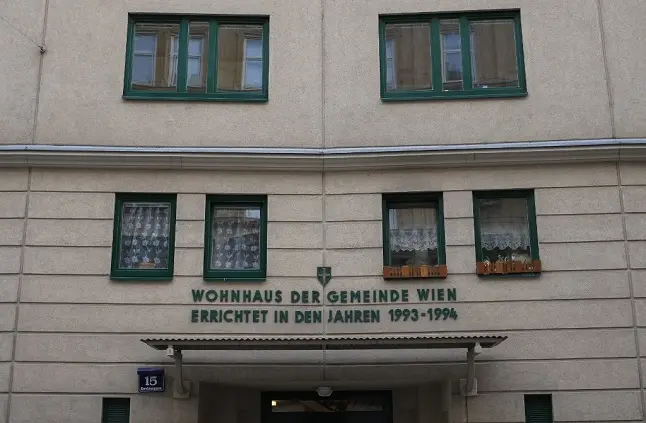 WOHNHAUS DER GEMEINDE WIEN
ERRICHTET IN DEN JAHREN 1993-1994
15